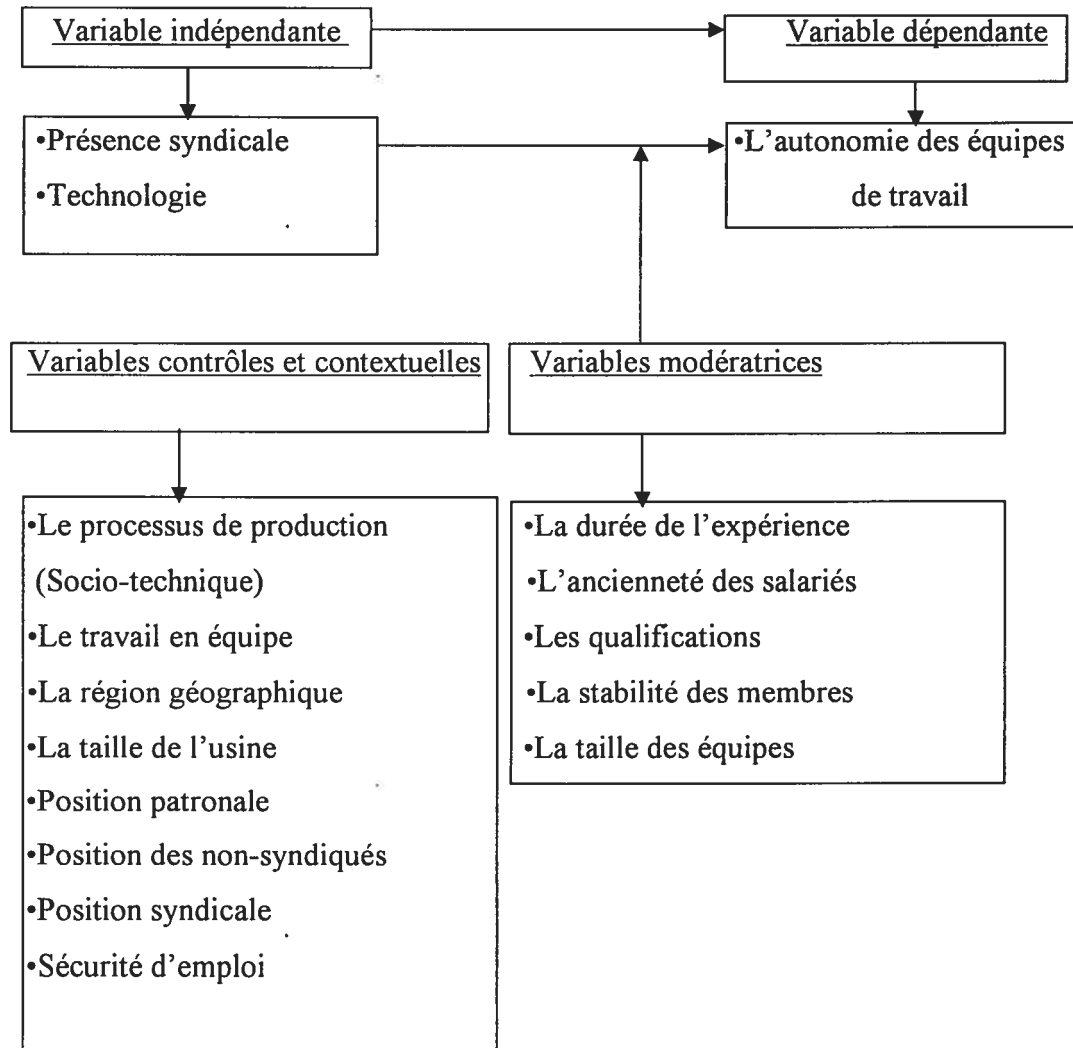 Variable indépendante
Variable dépendante
•Présence syndicale
•Technologie
•L'autonomie des équipes
de travail
Variables contrôles et contextuelles
•Le processus de production
(Socio-technique)
•Le travail en équipe
•La région géographique
•La taille de l'usine
•Position patronale
•Position des non-syndiqués
•Position syndicale
•Sécurité d'emploi
Variables modératrices
•La durée de l'expérience
•L'ancienneté des salariés
•Les qualifications
•La stabilité des membres
•La taille des équipes